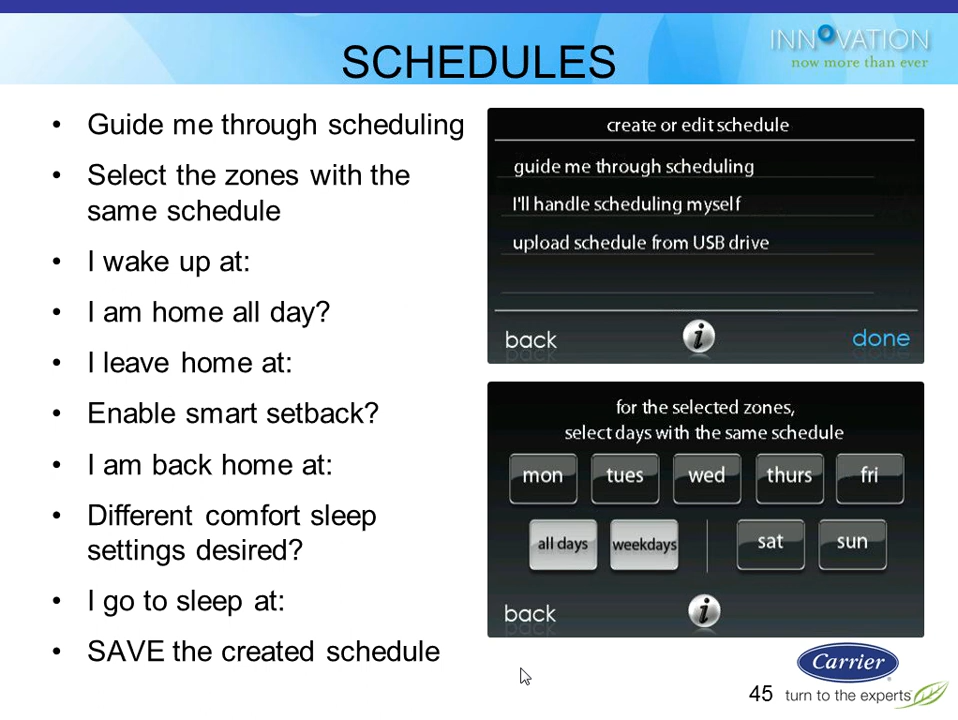 INNOVATION
now more than ever
SCHEDULES
• Guide me through scheduling
• Select the zones with the
same schedule
• I wake up at:
• I am home all day?
• I leave home at:
• Enable smart setback?
• I am back home at:
• Different comfort sleep
settings desired?
• I go to sleep at:
• SAVE the created schedule
create or edit schedule
guide me through scheduling
I'll handle scheduling myself
upload schedule from USB drive
back i done
for the selected zones,
select days with the same schedule
mon tues wed thurs fri
all days weekdays sat sun
back i
Carrier
45 turn to the experts